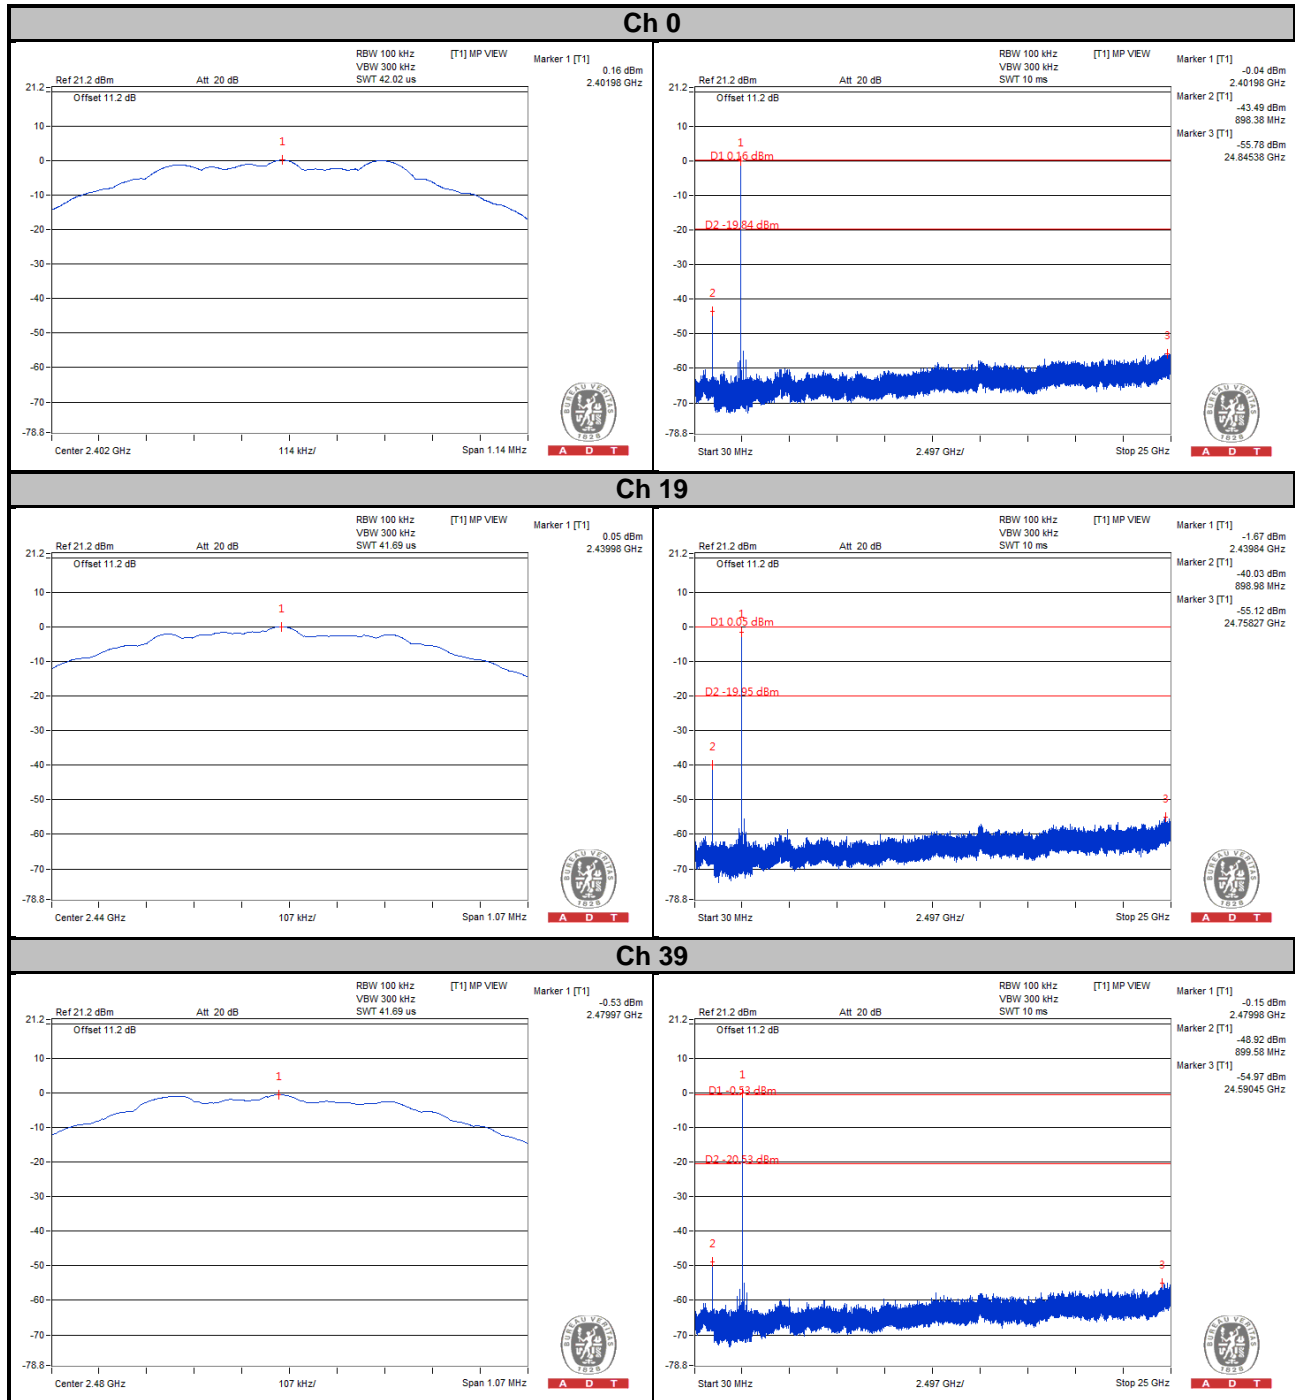 Ch 0
RBW 100 kHz [T1] MP VIEW Marker 1 [T1]
VBW 300 kHz 0.16 dBm
Ref 21.2 dBm Att 20 dB SWT 42.02 us 2.40198 GHz
21.2
Offset 11.2 dB
10
1
0
-10
-20
-30
-40
-50
-60
-70
-78.8
Center 2.402 GHz 114 kHz/ Span 1.14 MHz
BUREAU VERITAS
1828
A D T
RBW 100 kHz [T1] MP VIEW Marker 1 [T1]
VBW 300 kHz -0.04 dBm
Ref 21.2 dBm Att 20 dB SWT 10 ms 2.40198 GHz
21.2
Offset 11.2 dB
Marker 2 [T1]
-43.49 dBm
898.38 MHz
Marker 3 [T1]
-55.78 dBm
24.84538 GHz
10
1
D1 0.16 dBm
0
-10
D2 -19.84 dBm
-20
-30
2
-40
3
-50
-60
-70
-78.8
Start 30 MHz 2.497 GHz/ Stop 25 GHz
BUREAU VERITAS
1828
A D T
Ch 19
RBW 100 kHz [T1] MP VIEW Marker 1 [T1]
VBW 300 kHz 0.05 dBm
Ref 21.2 dBm Att 20 dB SWT 41.69 us 2.43998 GHz
21.2
Offset 11.2 dB
10
1
0
-10
-20
-30
-40
-50
-60
-70
-78.8
Center 2.44 GHz 107 kHz/ Span 1.07 MHz
BUREAU VERITAS
1828
A D T
RBW 100 kHz [T1] MP VIEW Marker 1 [T1]
VBW 300 kHz -1.67 dBm
Ref 21.2 dBm Att 20 dB SWT 10 ms 2.43984 GHz
21.2
Offset 11.2 dB
Marker 2 [T1]
-40.03 dBm
898.98 MHz
Marker 3 [T1]
-55.12 dBm
24.75827 GHz
10
1
D1 0.05 dBm
0
-10
D2 -19.95 dBm
-20
-30
2
-40
3
-50
-60
-70
-78.8
Start 30 MHz 2.497 GHz/ Stop 25 GHz
BUREAU VERITAS
1828
A D T
Ch 39
RBW 100 kHz [T1] MP VIEW Marker 1 [T1]
VBW 300 kHz -0.53 dBm
Ref 21.2 dBm Att 20 dB SWT 41.69 us 2.47997 GHz
21.2
Offset 11.2 dB
10
1
0
-10
-20
-30
-40
-50
-60
-70
-78.8
Center 2.48 GHz 107 kHz/ Span 1.07 MHz
BUREAU VERITAS
1828
A D T
RBW 100 kHz [T1] MP VIEW Marker 1 [T1]
VBW 300 kHz -0.15 dBm
Ref 21.2 dBm Att 20 dB SWT 10 ms 2.47998 GHz
21.2
Offset 11.2 dB
Marker 2 [T1]
-48.92 dBm
899.58 MHz
Marker 3 [T1]
-54.97 dBm
24.59045 GHz
10
1
D1 -0.53 dBm
0
-10
D2 -20.53 dBm
-20
-30
-40
2
-50
3
-60
-70
-78.8
Start 30 MHz 2.497 GHz/ Stop 25 GHz
BUREAU VERITAS
1828
A D T